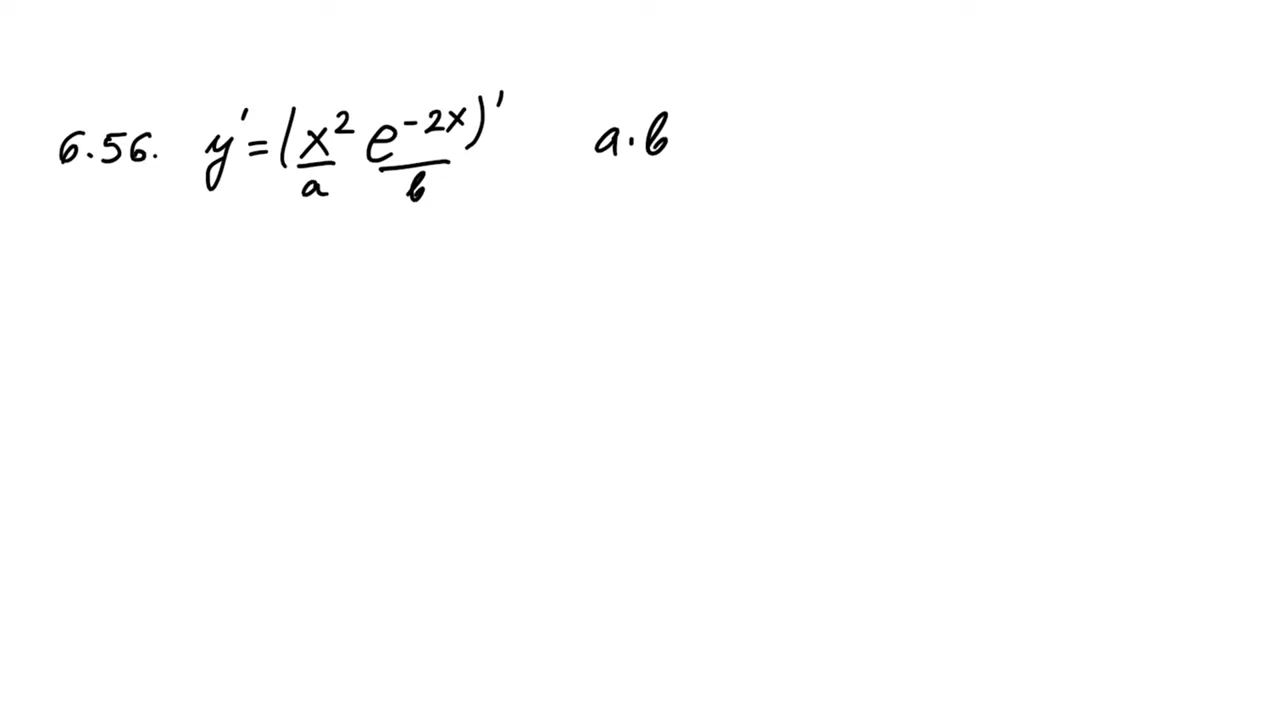 6.56. y' = (x² e⁻²ˣ)' a·b
a b